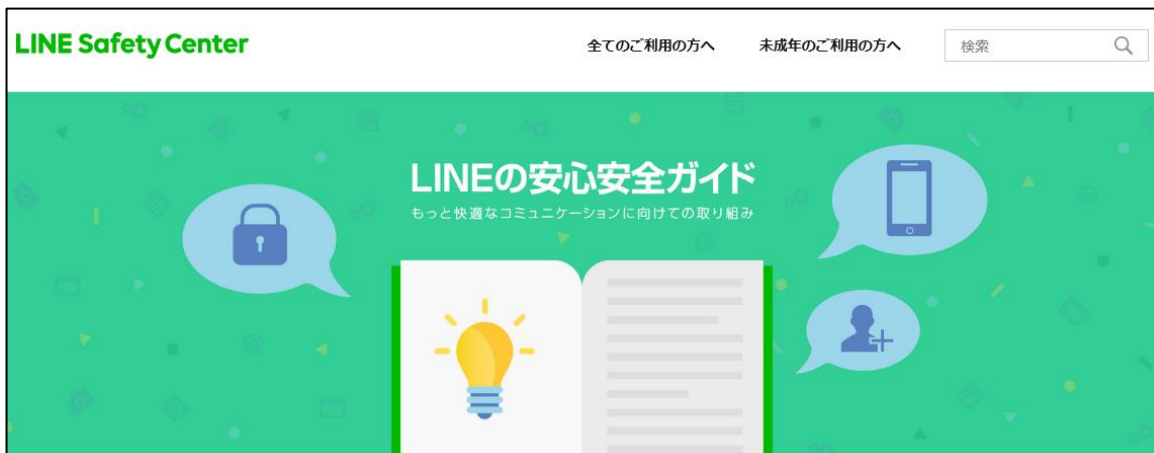 LINE Safety Center
全てのご利用の方へ
未成年のご利用の方へ
検索
LINEの安心安全ガイド
もっと快適なコミュニケーションに向けての取り組み